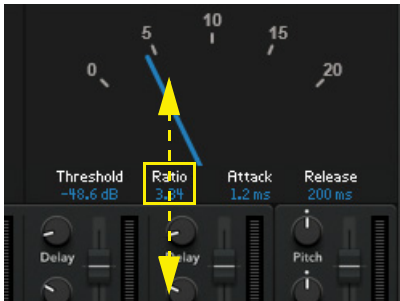 0 5 10 15 20
Threshold Ratio Attack Release
-48.6 dB 3.84 1.2 ms 200 ms
Delay Delay Pitch